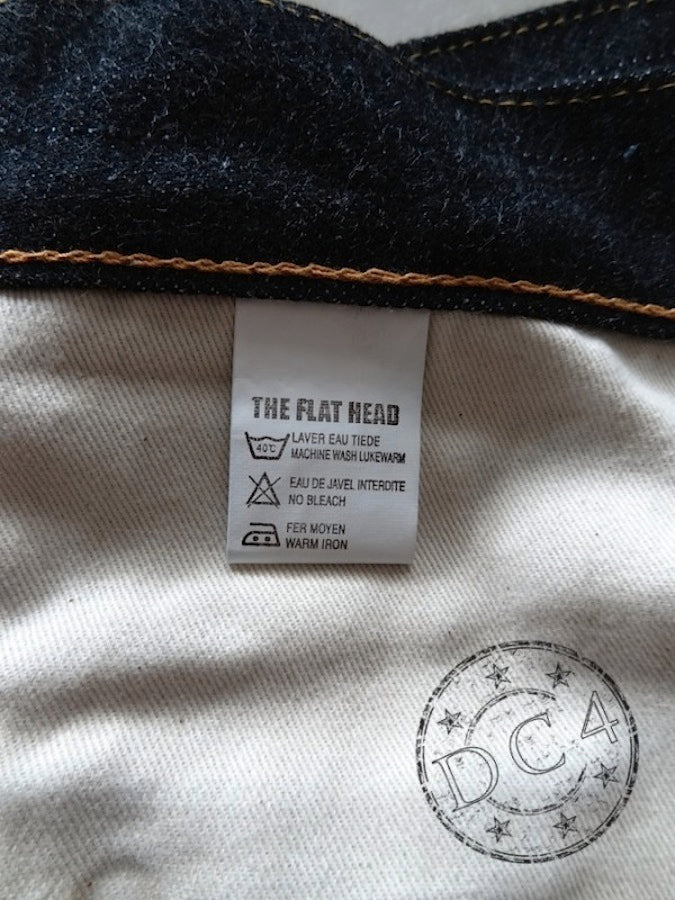 THE FLAT HEAD
40℃
LAVER EAU TIEDE
MACHINE WASH LUKEWARM
EAU DE JAVEL INTERDITE
NO BLEACH
FER MOYEN
WARM IRON
DC4